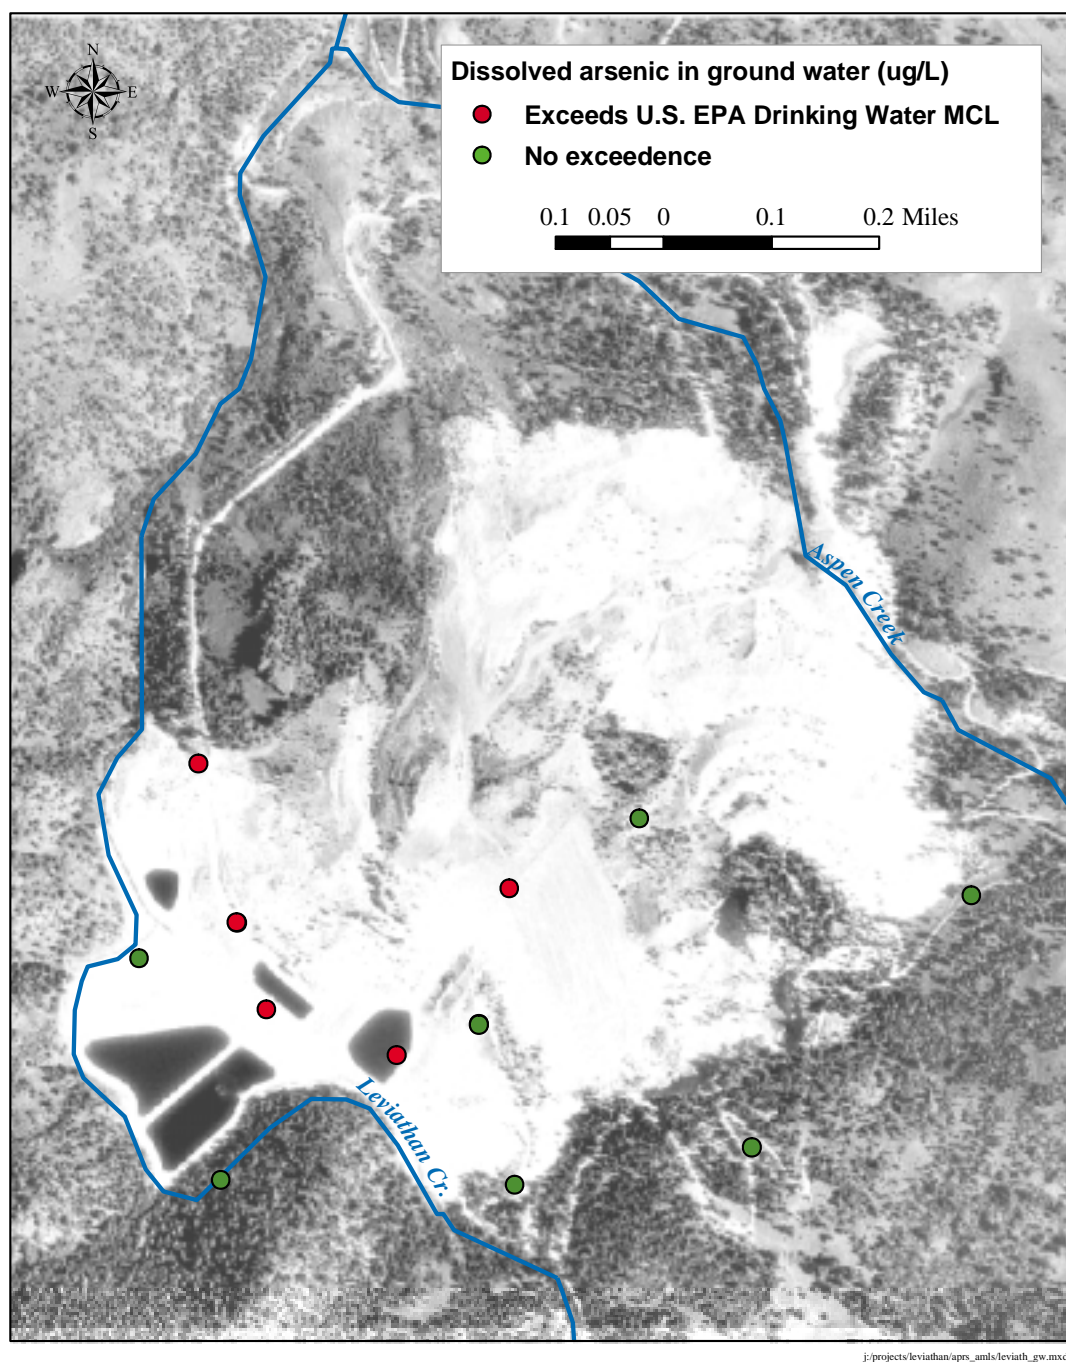 N
W E
S
Dissolved arsenic in ground water (ug/L)
Exceeds U.S. EPA Drinking Water MCL
No exceedence
0.1 0.05 0 0.1 0.2 Miles
Aspen Creek
Leviathan Cr.
j:/projects/leviathan/aprs_amls/leviath_gw.mxd